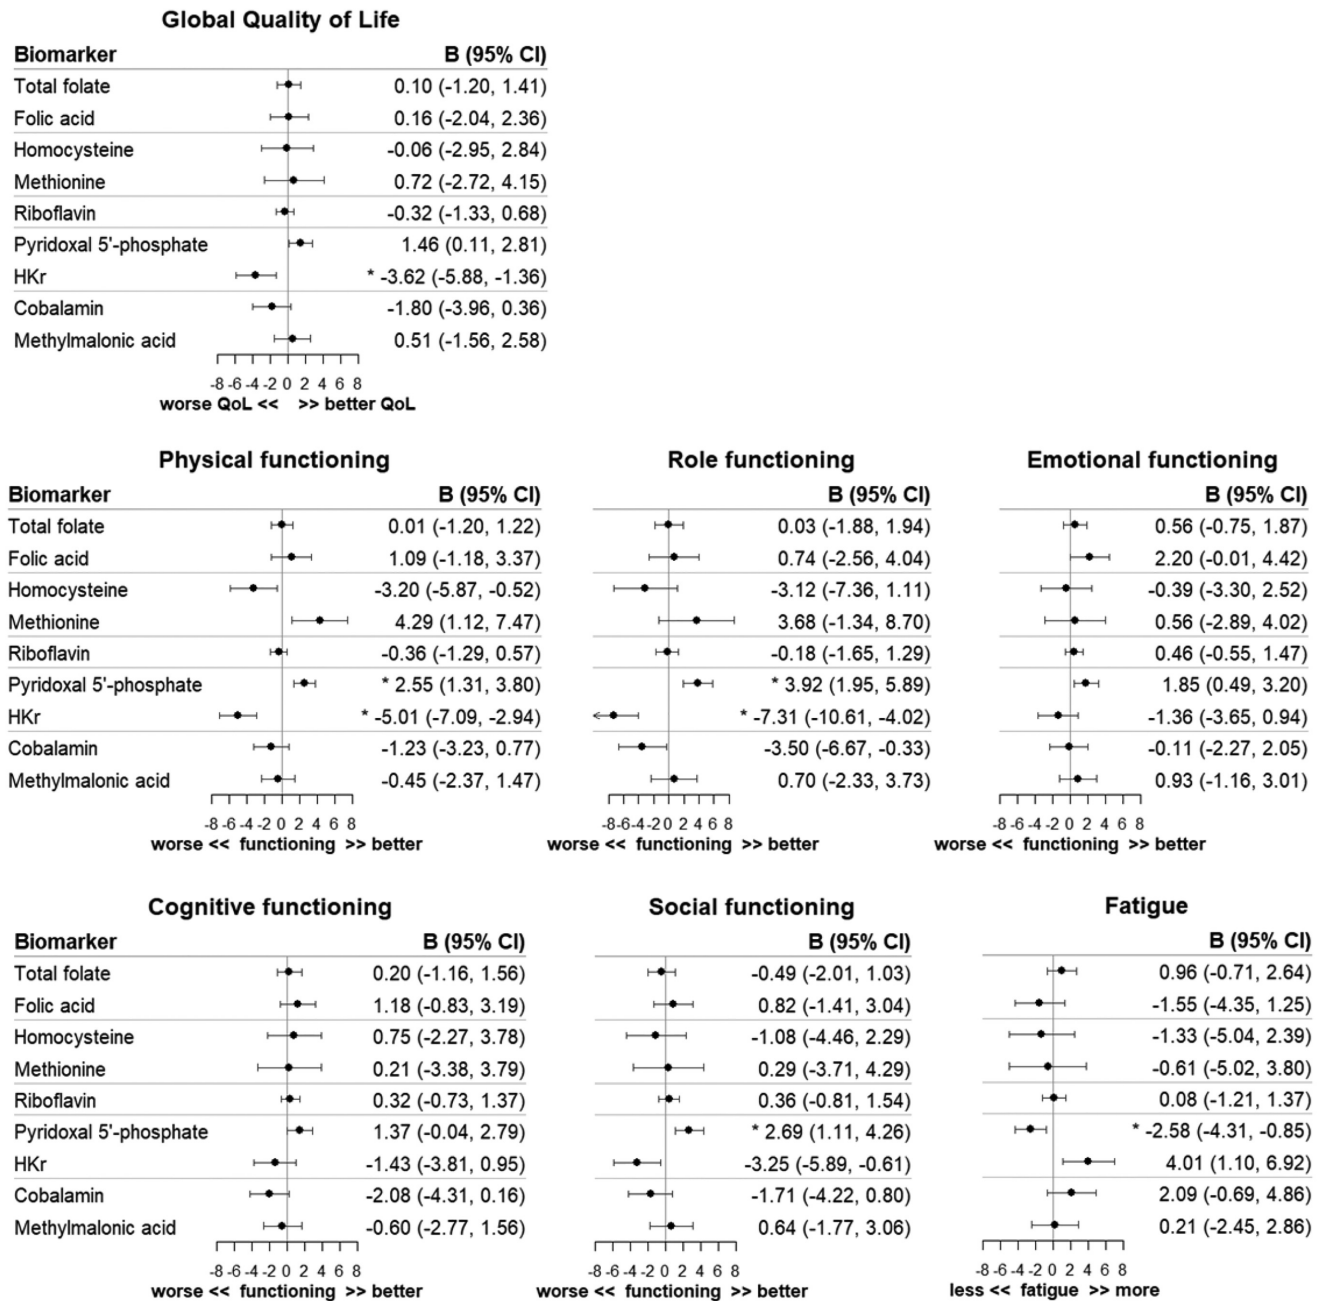 Global Quality of Life
Biomarker B (95% CI)
Total folate 0.10 (-1.20, 1.41)
Folic acid 0.16 (-2.04, 2.36)
Homocysteine -0.06 (-2.95, 2.84)
Methionine 0.72 (-2.72, 4.15)
Riboflavin -0.32 (-1.33, 0.68)
Pyridoxal 5'-phosphate 1.46 (0.11, 2.81)
HKr * -3.62 (-5.88, -1.36)
Cobalamin -1.80 (-3.96, 0.36)
Methylmalonic acid 0.51 (-1.56, 2.58)
-8 -6 -4 -2 0 2 4 6 8
worse QoL << >> better QoL
Physical functioning
Biomarker B (95% CI)
Total folate 0.01 (-1.20, 1.22)
Folic acid 1.09 (-1.18, 3.37)
Homocysteine -3.20 (-5.87, -0.52)
Methionine 4.29 (1.12, 7.47)
Riboflavin -0.36 (-1.29, 0.57)
Pyridoxal 5'-phosphate * 2.55 (1.31, 3.80)
HKr * -5.01 (-7.09, -2.94)
Cobalamin -1.23 (-3.23, 0.77)
Methylmalonic acid -0.45 (-2.37, 1.47)
-8 -6 -4 -2 0 2 4 6 8
worse << functioning >> better
Role functioning
B (95% CI)
0.03 (-1.88, 1.94)
0.74 (-2.56, 4.04)
-3.12 (-7.36, 1.11)
3.68 (-1.34, 8.70)
-0.18 (-1.65, 1.29)
* 3.92 (1.95, 5.89)
* -7.31 (-10.61, -4.02)
-3.50 (-6.67, -0.33)
0.70 (-2.33, 3.73)
-8 -6 -4 -2 0 2 4 6 8
worse << functioning >> better
Emotional functioning
B (95% CI)
0.56 (-0.75, 1.87)
2.20 (-0.01, 4.42)
-0.39 (-3.30, 2.52)
0.56 (-2.89, 4.02)
0.46 (-0.55, 1.47)
1.85 (0.49, 3.20)
-1.36 (-3.65, 0.94)
-0.11 (-2.27, 2.05)
0.93 (-1.16, 3.01)
-8 -6 -4 -2 0 2 4 6 8
worse << functioning >> better
Cognitive functioning
Biomarker B (95% CI)
Total folate 0.20 (-1.16, 1.56)
Folic acid 1.18 (-0.83, 3.19)
Homocysteine 0.75 (-2.27, 3.78)
Methionine 0.21 (-3.38, 3.79)
Riboflavin 0.32 (-0.73, 1.37)
Pyridoxal 5'-phosphate 1.37 (-0.04, 2.79)
HKr -1.43 (-3.81, 0.95)
Cobalamin -2.08 (-4.31, 0.16)
Methylmalonic acid -0.60 (-2.77, 1.56)
-8 -6 -4 -2 0 2 4 6 8
worse << functioning >> better
Social functioning
B (95% CI)
-0.49 (-2.01, 1.03)
0.82 (-1.41, 3.04)
-1.08 (-4.46, 2.29)
0.29 (-3.71, 4.29)
0.36 (-0.81, 1.54)
* 2.69 (1.11, 4.26)
-3.25 (-5.89, -0.61)
-1.71 (-4.22, 0.80)
0.64 (-1.77, 3.06)
-8 -6 -4 -2 0 2 4 6 8
worse << functioning >> better
Fatigue
B (95% CI)
0.96 (-0.71, 2.64)
-1.55 (-4.35, 1.25)
-1.33 (-5.04, 2.39)
-0.61 (-5.02, 3.80)
0.08 (-1.21, 1.37)
* -2.58 (-4.31, -0.85)
4.01 (1.10, 6.92)
2.09 (-0.69, 4.86)
0.21 (-2.45, 2.86)
-8 -6 -4 -2 0 2 4 6 8
less << fatigue >> more